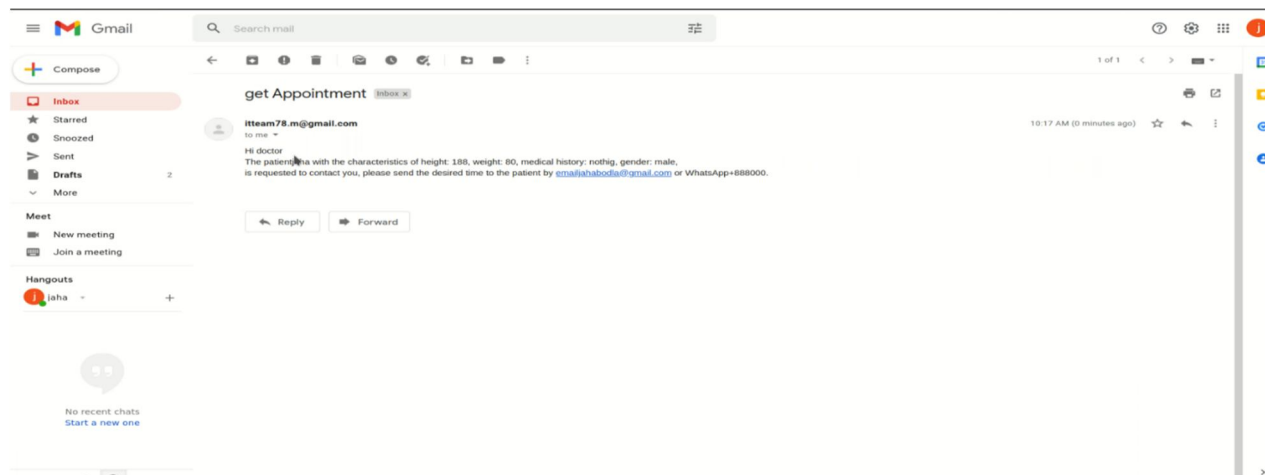 Gmail
Search mail
Compose
1 of 1
Inbox
Starred
Snoozed
Sent
Drafts 2
More
get Appointment Inbox x
itteam78.m@gmail.com 10:17 AM (0 minutes ago)
to me
Hi doctor
The patient ha with the characteristics of height: 188, weight: 80, medical history: nothig, gender: male,
is requested to contact you, please send the desired time to the patient by emailjahabodla@gmail.com or WhatsApp+888000.
Reply Forward
Meet
New meeting
Join a meeting
Hangouts
j jaha
No recent chats
Start a new one